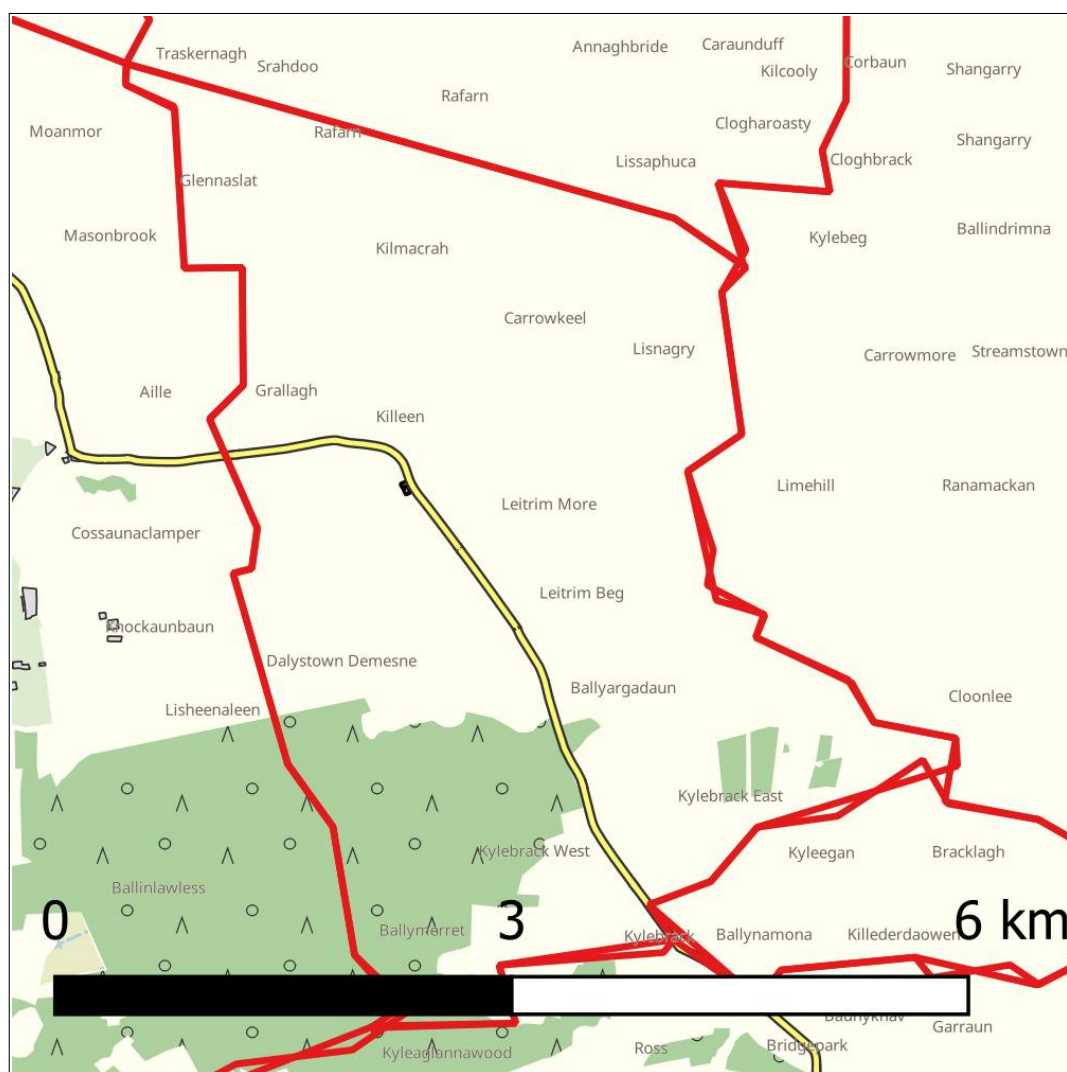 Traskernagh
Srahdoo
Annaghbride
Caraunduff
Kilcooly
Corbaun
Shangarry
Rafarn
Moanmor
Rafarn
Clogharoasty
Shangarry
Lissaphuca
Cloghbrack
Glennaslat
Masonbrook
Kilmacrah
Kylebeg
Ballindrimna
Carrowkeel
Lisnagry
Carrowmore
Streamstown
Aille
Grallagh
Killeen
Limehill
Ranamackan
Leitrim More
Cossaunaclamper
Leitrim Beg
Knockaunbaun
Dalystown Demesne
Ballyargadaun
Cloonlee
Lisheenaleen
Kylebrack East
Kylebrack West
Kyleegan
Bracklagh
Ballinlawless
0
3
6 km
Ballymerret
Kylebrack
Ballynamona
Killederdaowen
Garraun
Kyleaglannawood
Ross
Bridgepark